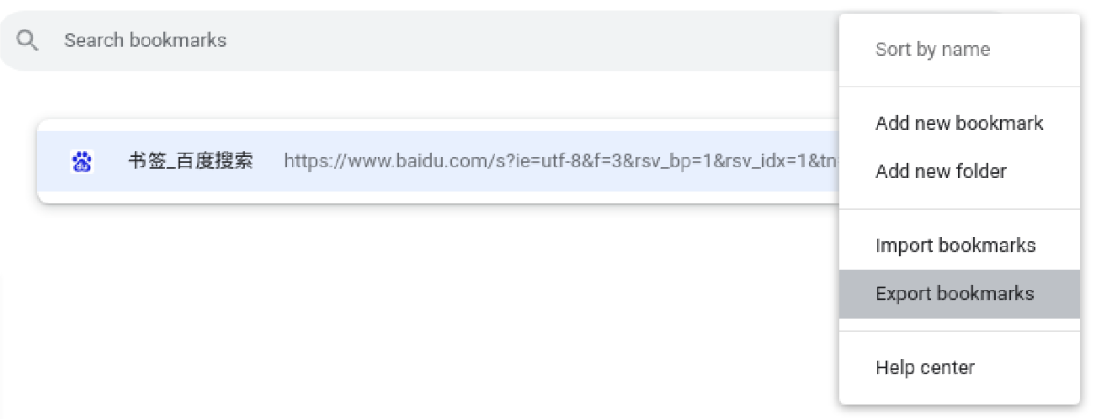 Search bookmarks
书签_百度搜索 https://www.baidu.com/s?ie=utf-8&f=3&rsv_bp=1&rsv_idx=1&tn
Sort by name
Add new bookmark
Add new folder
Import bookmarks
Export bookmarks
Help center